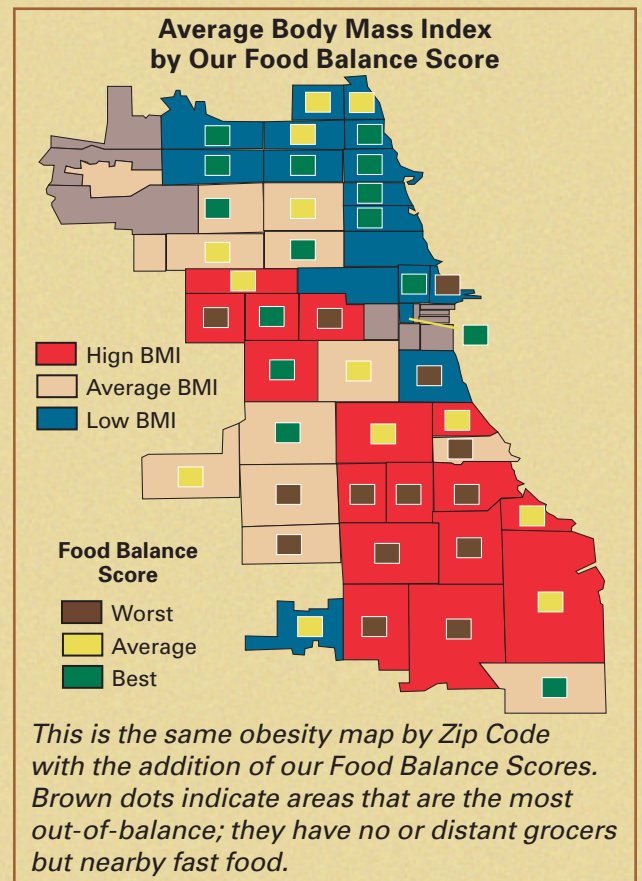 Average Body Mass Index
by Our Food Balance Score
Hign BMI
Average BMI
Low BMI
Food Balance
Score
Worst
Average
Best
This is the same obesity map by Zip Code
with the addition of our Food Balance Scores.
Brown dots indicate areas that are the most
out-of-balance; they have no or distant grocers
but nearby fast food.